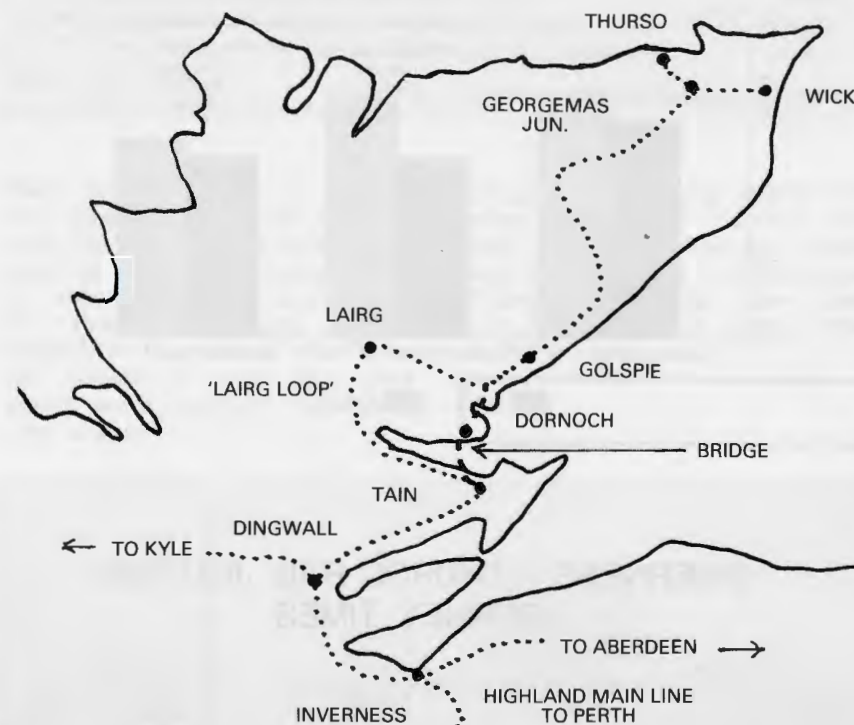 THURSO
GEORGEMAS
JUN.
WICK
LAIRG
'LAIRG LOOP'
GOLSPIE
DORNOCH
BRIDGE
TAIN
DINGWALL
TO KYLE
TO ABERDEEN
INVERNESS
HIGHLAND MAIN LINE
TO PERTH